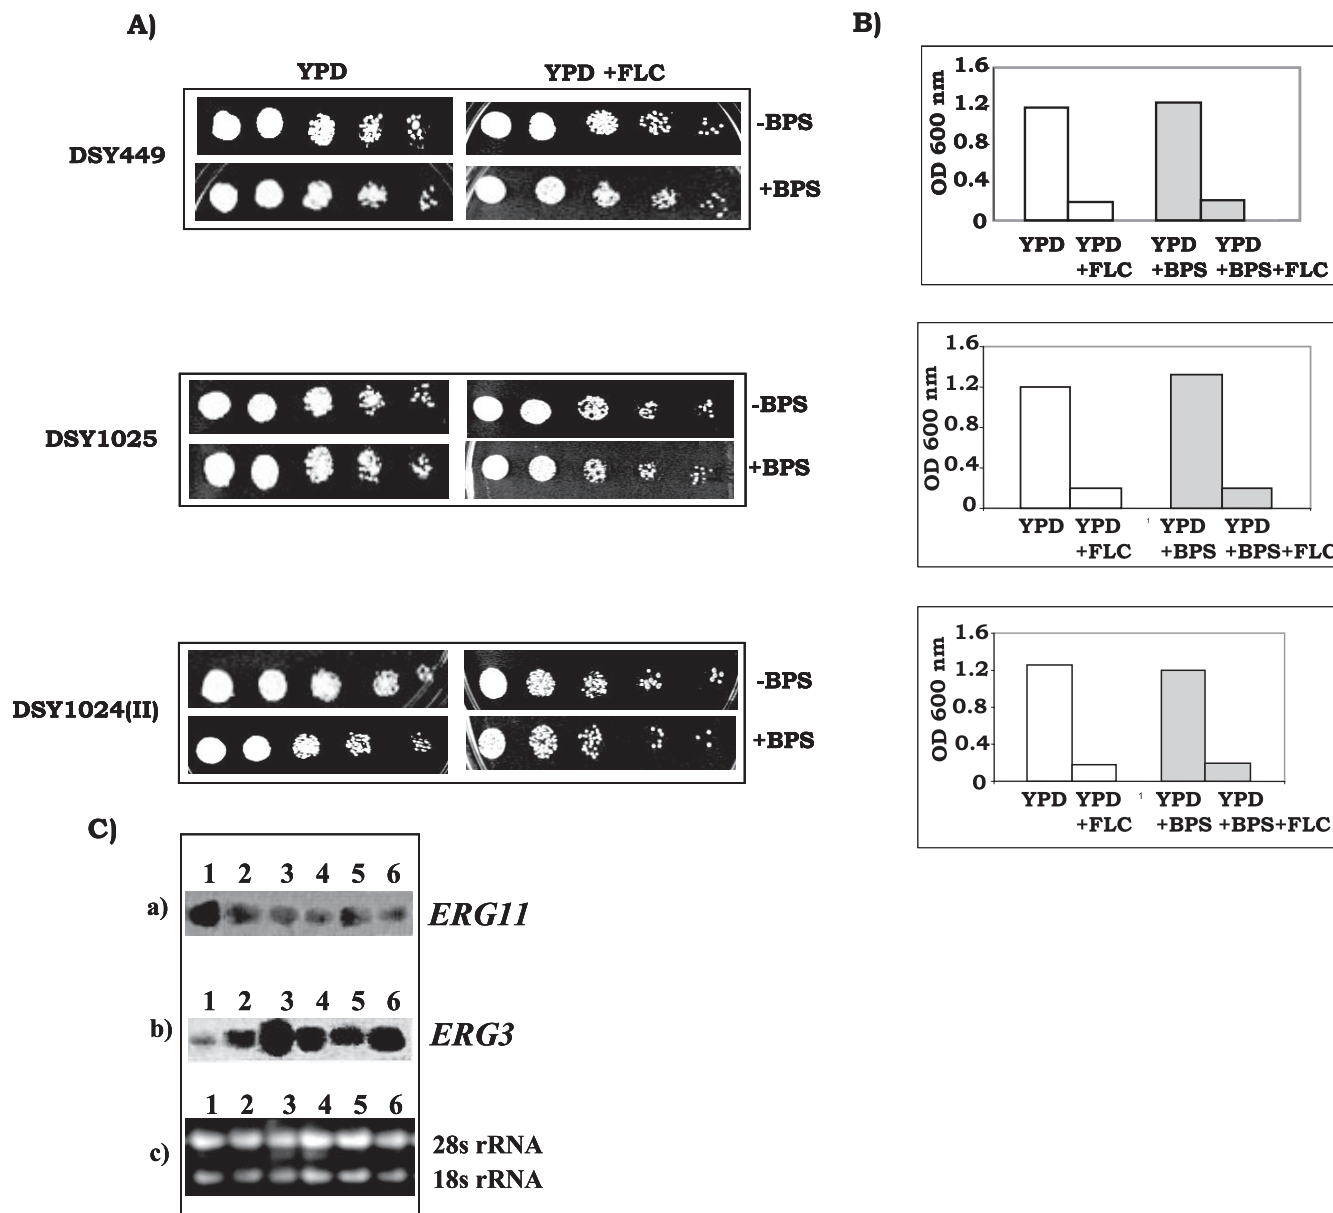 A)
YPD
YPD +FLC
DSY449
-BPS
+BPS
DSY1025
-BPS
+BPS
DSY1024(II)
-BPS
+BPS
B)
OD 600 nm
1.6
1.2
0.8
0.4
0
YPD YPD YPD YPD
+FLC +BPS +BPS+FLC
OD 600 nm
1.6
1.2
0.8
0.4
0
YPD YPD 1 YPD YPD
+FLC +BPS +BPS+FLC
OD 600 nm
1.6
1.2
0.8
0.4
0
YPD YPD 1 YPD YPD
+FLC +BPS +BPS+FLC
C)
1 2 3 4 5 6
a) ERG11
1 2 3 4 5 6
b) ERG3
1 2 3 4 5 6
c) 28s rRNA
18s rRNA